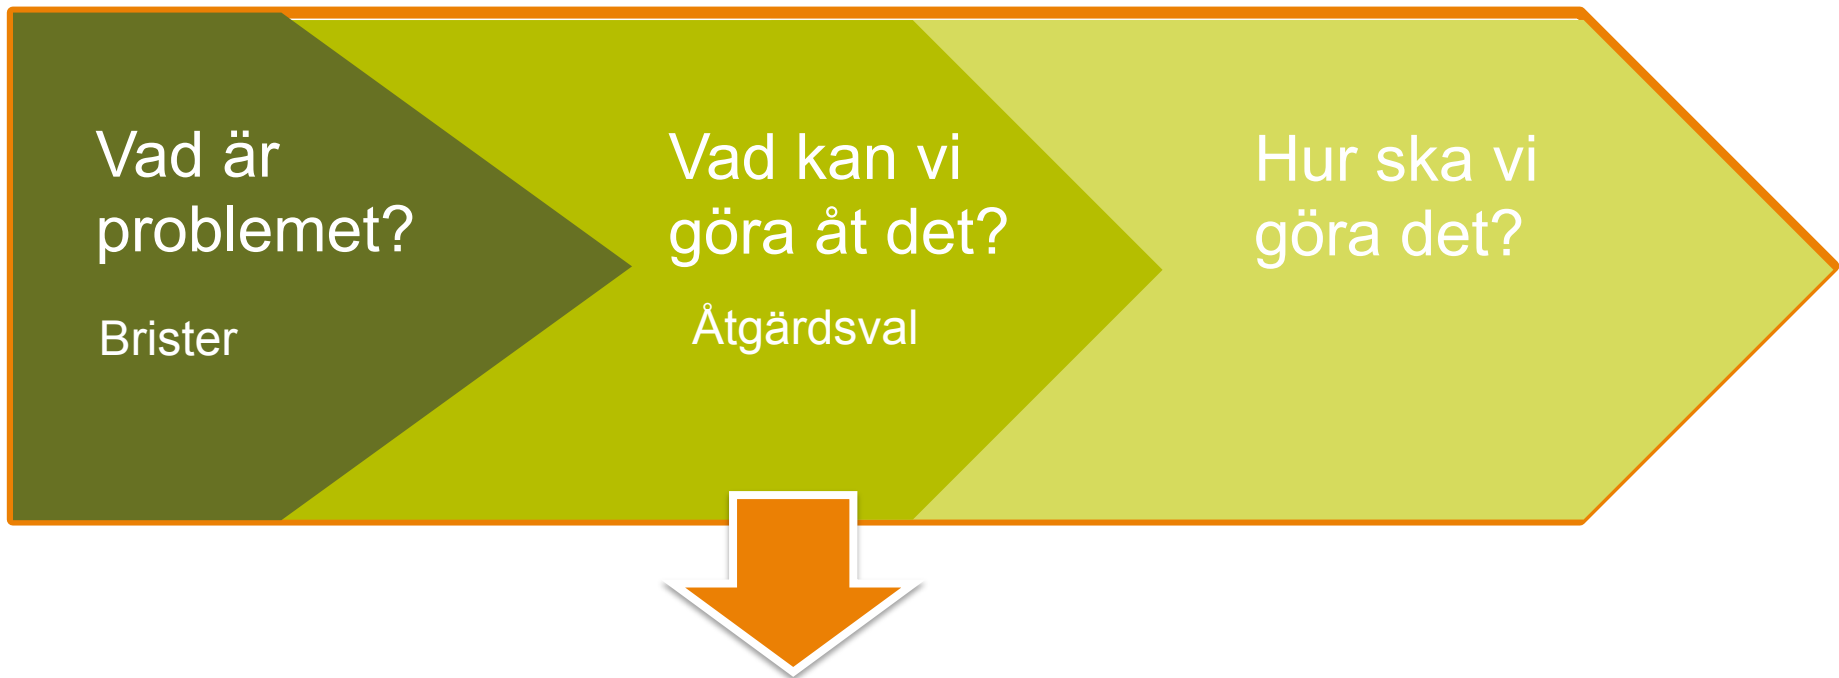 Vad är
problemet?
Brister
Vad kan vi
göra åt det?
Åtgärdsval
Hur ska vi
göra det?